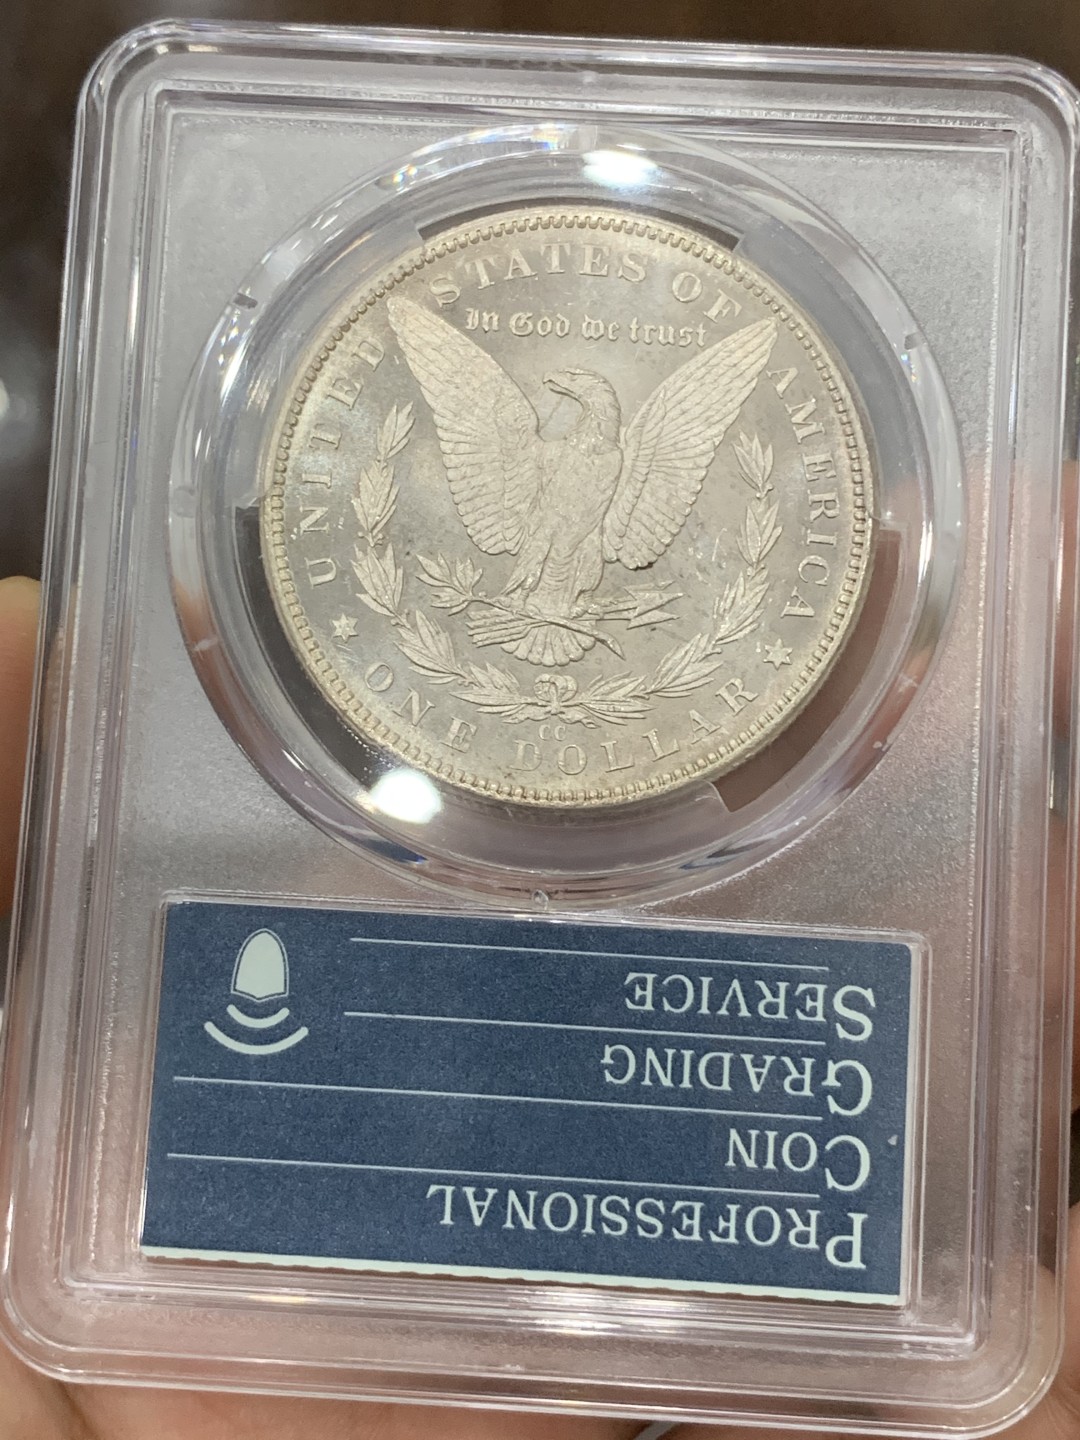 UNITED STATES OF AMERICA
In God we trust
ONE DOLLAR
CC
PROFESSIONAL
COIN
GRADING
SERVICE